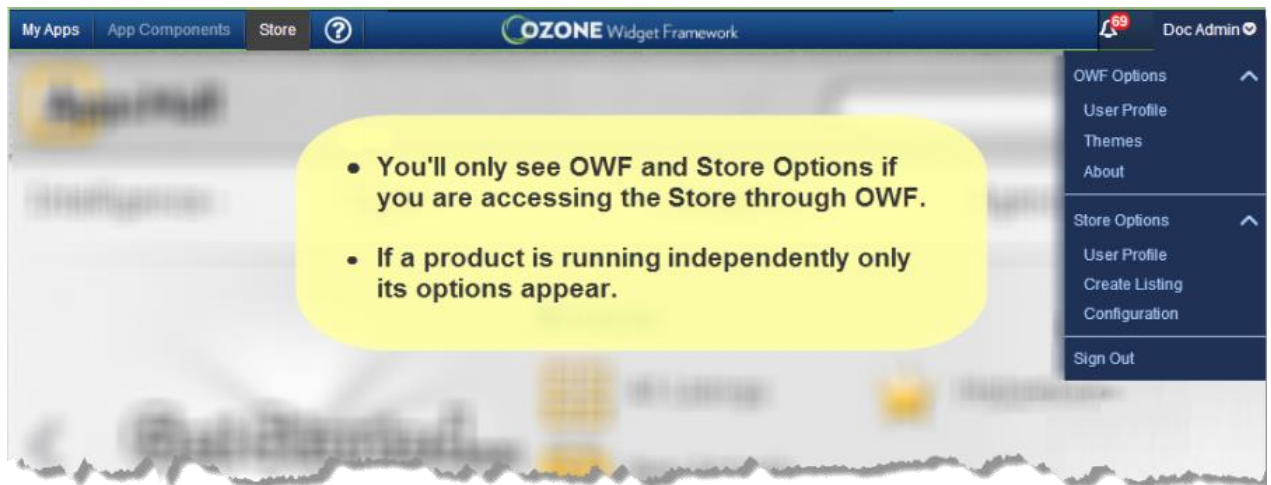 My Apps App Components Store ? OZONE Widget Framework 69 Doc Admin
OWF Options
User Profile
Themes
About
Store Options
User Profile
Create Listing
Configuration
Sign Out
• You'll only see OWF and Store Options if
you are accessing the Store through OWF.
• If a product is running independently only
its options appear.